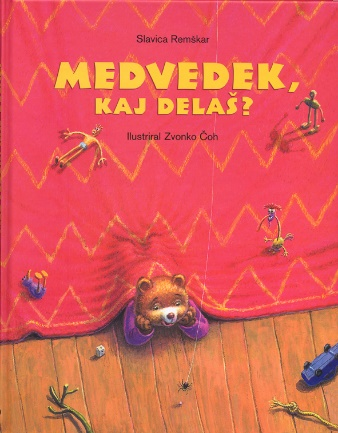 Slavica Remškar
MEDVEDEK,
KAJ DELAŠ?
Ilustriral Zvonko Čoh